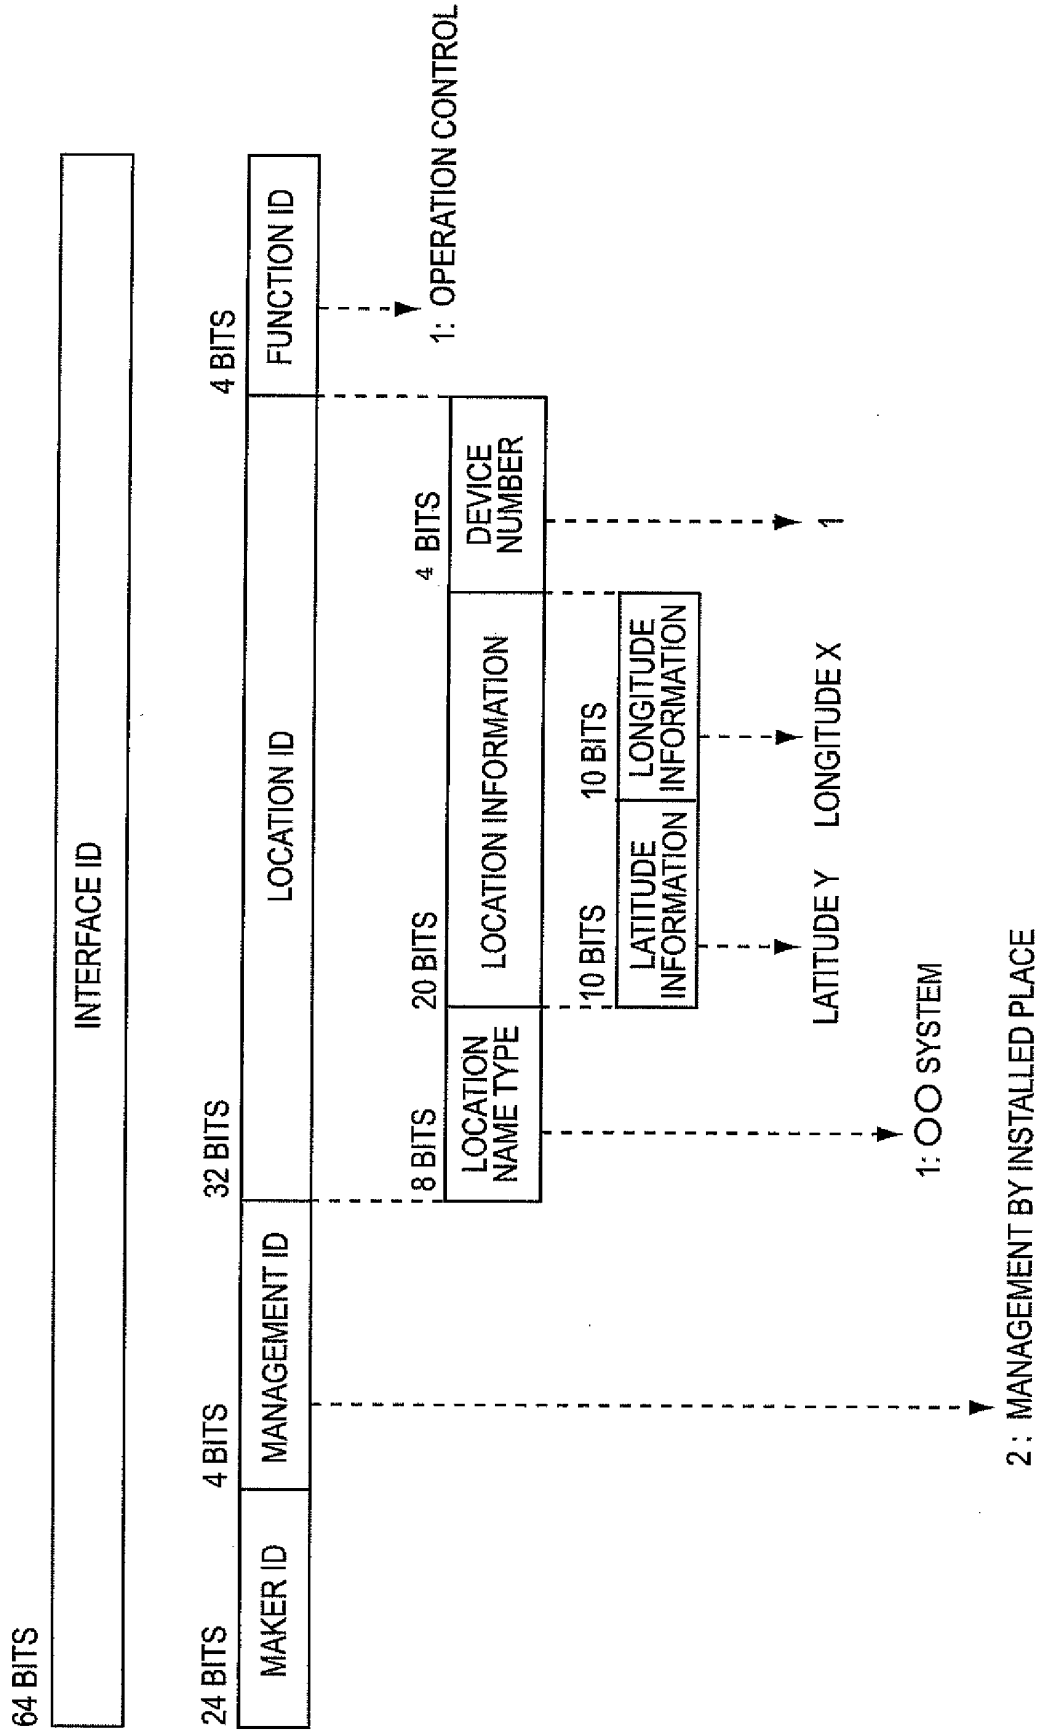 64 BITS
INTERFACE ID
24 BITS
4 BITS
32 BITS
4 BITS
MAKER ID
MANAGEMENT ID
LOCATION ID
FUNCTION ID
1: OPERATION CONTROL
8 BITS
20 BITS
4 BITS
LOCATION
NAME TYPE
LOCATION INFORMATION
DEVICE
NUMBER
10 BITS
10 BITS
LATITUDE
INFORMATION
LONGITUDE
INFORMATION
LATITUDE Y
LONGITUDE X
1
1: ○○ SYSTEM
2 : MANAGEMENT BY INSTALLED PLACE